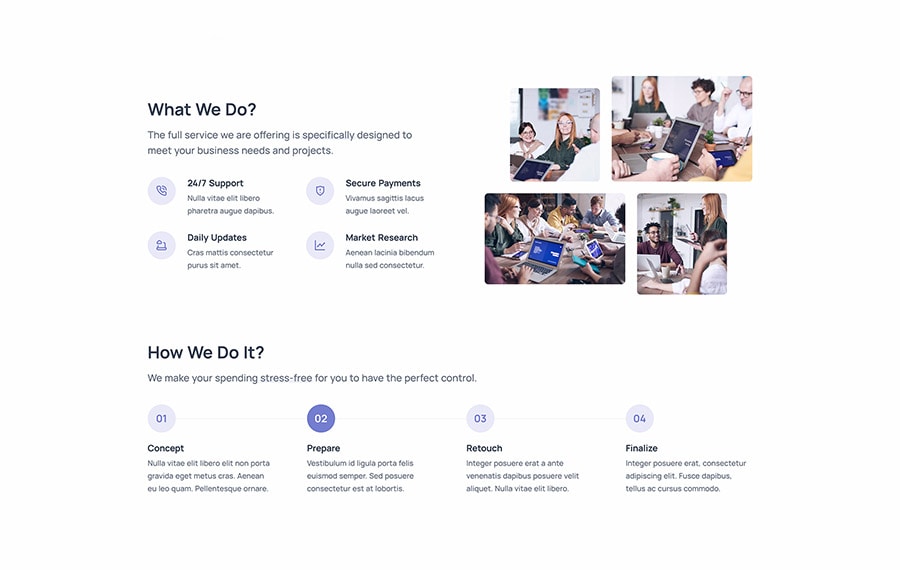 What We Do?
The full service we are offering is specifically designed to
meet your business needs and projects.
24/7 Support
Nulla vitae elit libero
pharetra augue dapibus.
Secure Payments
Vivamus sagittis lacus
augue laoreet vel.
Daily Updates
Cras mattis consectetur
purus sit amet.
Market Research
Aenean lacinia bibendum
nulla sed consectetur.
How We Do It?
We make your spending stress-free for you to have the perfect control.
01
Concept
Nulla vitae elit libero elit non porta
gravida eget metus cras. Aenean
eu leo quam. Pellentesque ornare.
02
Prepare
Vestibulum id ligula porta felis
euismod semper. Sed posuere
consectetur est at lobortis.
03
Retouch
Integer posuere erat a ante
venenatis dapibus posuere velit
aliquet. Nulla vitae elit libero.
04
Finalize
Integer posuere erat, consectetur
adipiscing elit. Fusce dapibus,
tellus ac cursus commodo.